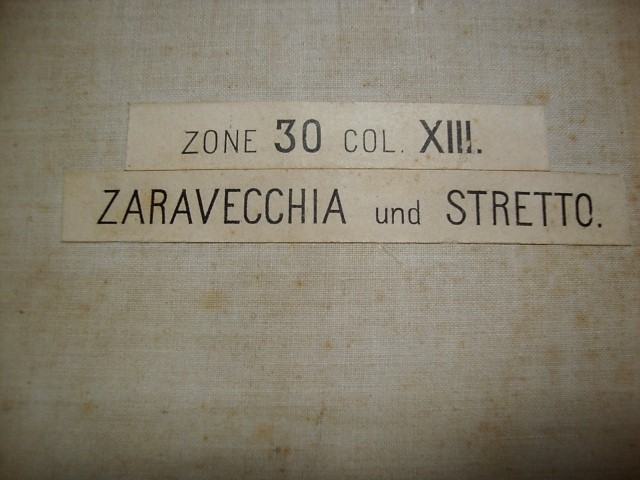 ZONE 30 COL. XIII.
ZARAVECCHIA und STRETTO.